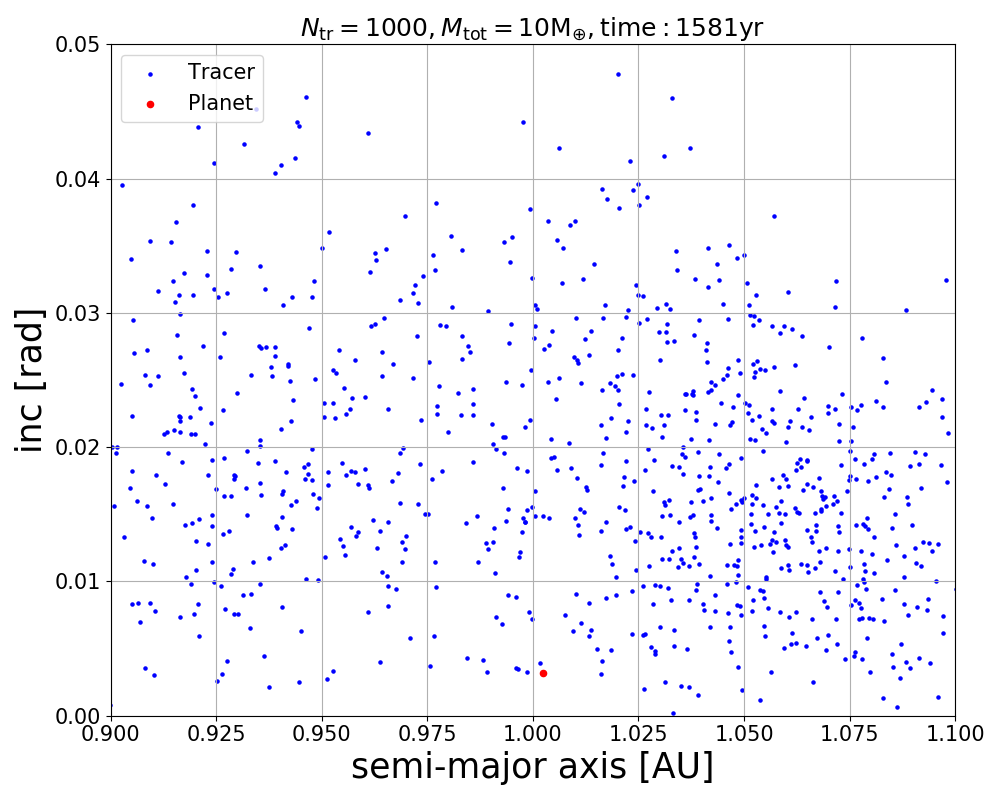 N_tr = 1000, M_tot = 10M_⊕, time : 1581yr
Tracer
Planet
0.05
0.04
0.03
0.02
0.01
0.00
inc [rad]
0.900 0.925 0.950 0.975 1.000 1.025 1.050 1.075 1.100
semi-major axis [AU]